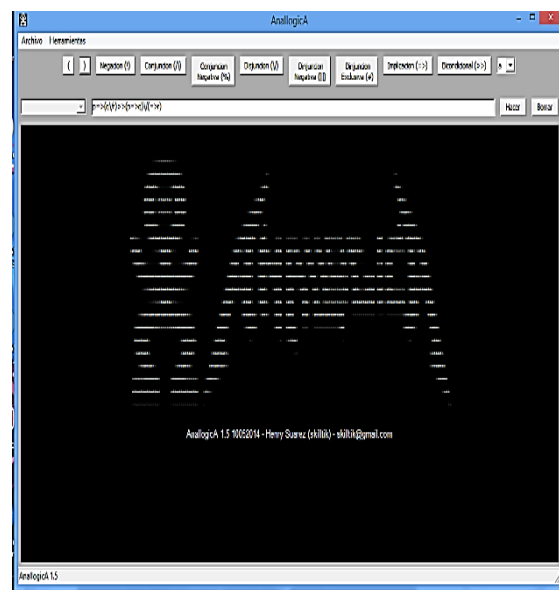 AnallogicA
Archivo Herramientas
( ) Negacion (!) Conjuncion (/\) Conjuncion Negativa (%) Disjuncion (\/) Disjuncion Negativa (||) Disjuncion Exclusiva (#) Implicacion (=>) Bicondicional (>>) a
Hacer Borrar
AnallogicA 1.5 10052014 - Henry Suarez (skiltik) - skiltik@gmail.com
AnallogicA 1.5